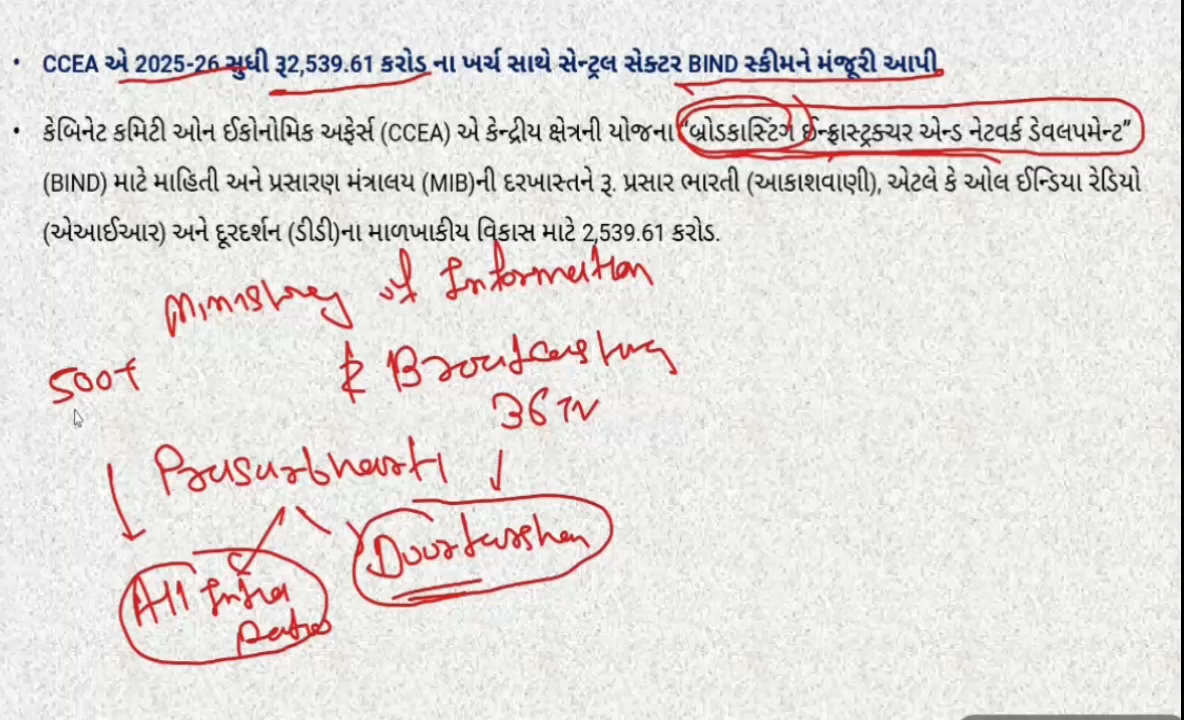 • CCEA એ 2025-26 સુધી રૂ2,539.61 કરોડ ના ખર્ચ સાથે સેન્ટ્રલ સેક્ટર BIND સ્કીમને મંજૂરી આપી
• કેબિનેટ કમિટી ઓન ઈકોનોમિક અફેર્સ (CCEA) એ કેન્દ્રીય ક્ષેત્રની યોજના “બ્રોડકાસ્ટિંગ ઈન્ફ્રાસ્ટ્રક્ચર એન્ડ નેટવર્ક ડેવલપમેન્ટ”
(BIND) માટે માહિતી અને પ્રસારણ મંત્રાલય (MIB)ની દરખાસ્તને રૂ. પ્રસાર ભારતી (આકાશવાણી), એટલે કે ઓલ ઈન્ડિયા રેડિયો
(એઆઈઆર) અને દૂરદર્શન (ડીડી)ના માળખાકીય વિકાસ માટે 2,539.61 કરોડ.
Ministry of Information
& Broadcasting
500+
36 TV
Prasarbharti
Doordarshan
All India
Radio